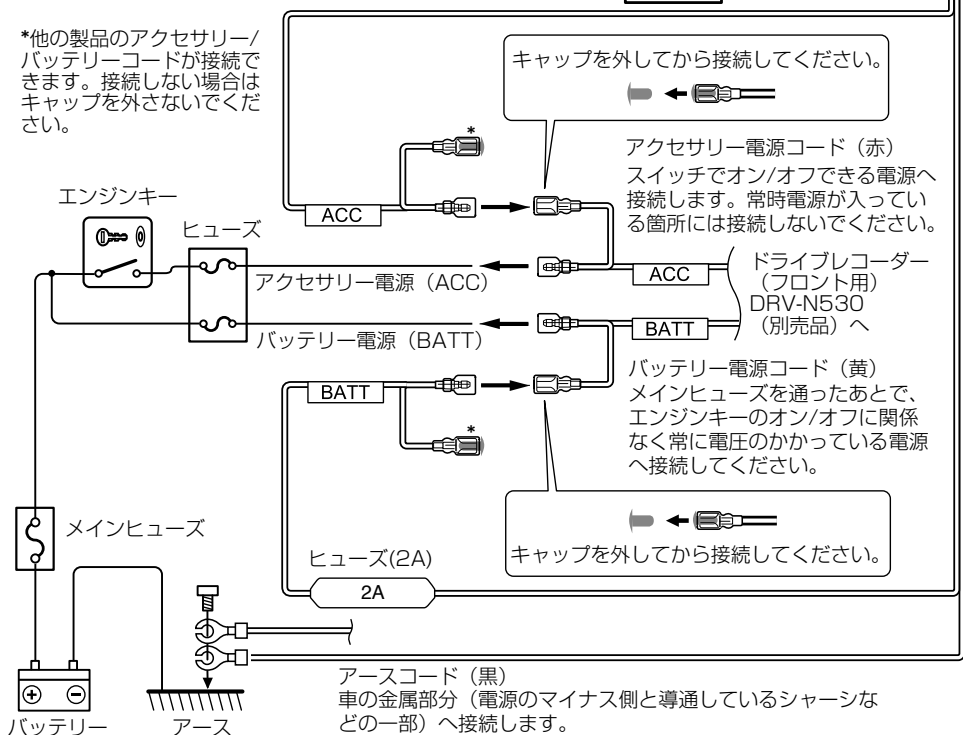 *他の製品のアクセサリー/
バッテリーコードが接続で
きます。接続しない場合は
キャップを外さないでくだ
さい。
キャップを外してから接続してください。
*
アクセサリー電源コード（赤）
スイッチでオン/オフできる電源へ
接続します。常時電源が入ってい
る箇所には接続しないでください。
エンジンキー
ヒューズ
ACC
アクセサリー電源（ACC）
ACC
ドライブレコーダー
（フロント用）
DRV-N530
（別売品）へ
バッテリー電源（BATT）
BATT
BATT
バッテリー電源コード（黄）
メインヒューズを通ったあとで、
エンジンキーのオン/オフに関係
なく常に電圧のかかっている電源
へ接続してください。
*
メインヒューズ
キャップを外してから接続してください。
ヒューズ(2A)
2A
アースコード（黒）
車の金属部分（電源のマイナス側と導通しているシャーシな
どの一部）へ接続します。
⊕
⊖
バッテリー
アース